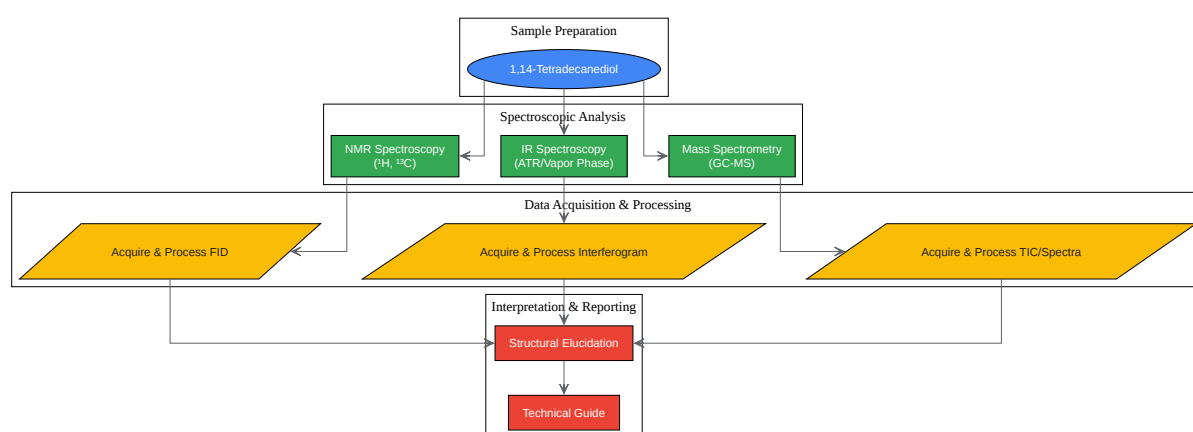 Sample Preparation
1,14-Tetradecanediol
Spectroscopic Analysis
NMR Spectroscopy
(¹H, ¹³C)
IR Spectroscopy
(ATR/Vapor Phase)
Mass Spectrometry
(GC-MS)
Data Acquisition & Processing
Acquire & Process FID
Acquire & Process Interferogram
Acquire & Process TIC/Spectra
Interpretation & Reporting
Structural Elucidation
Technical Guide